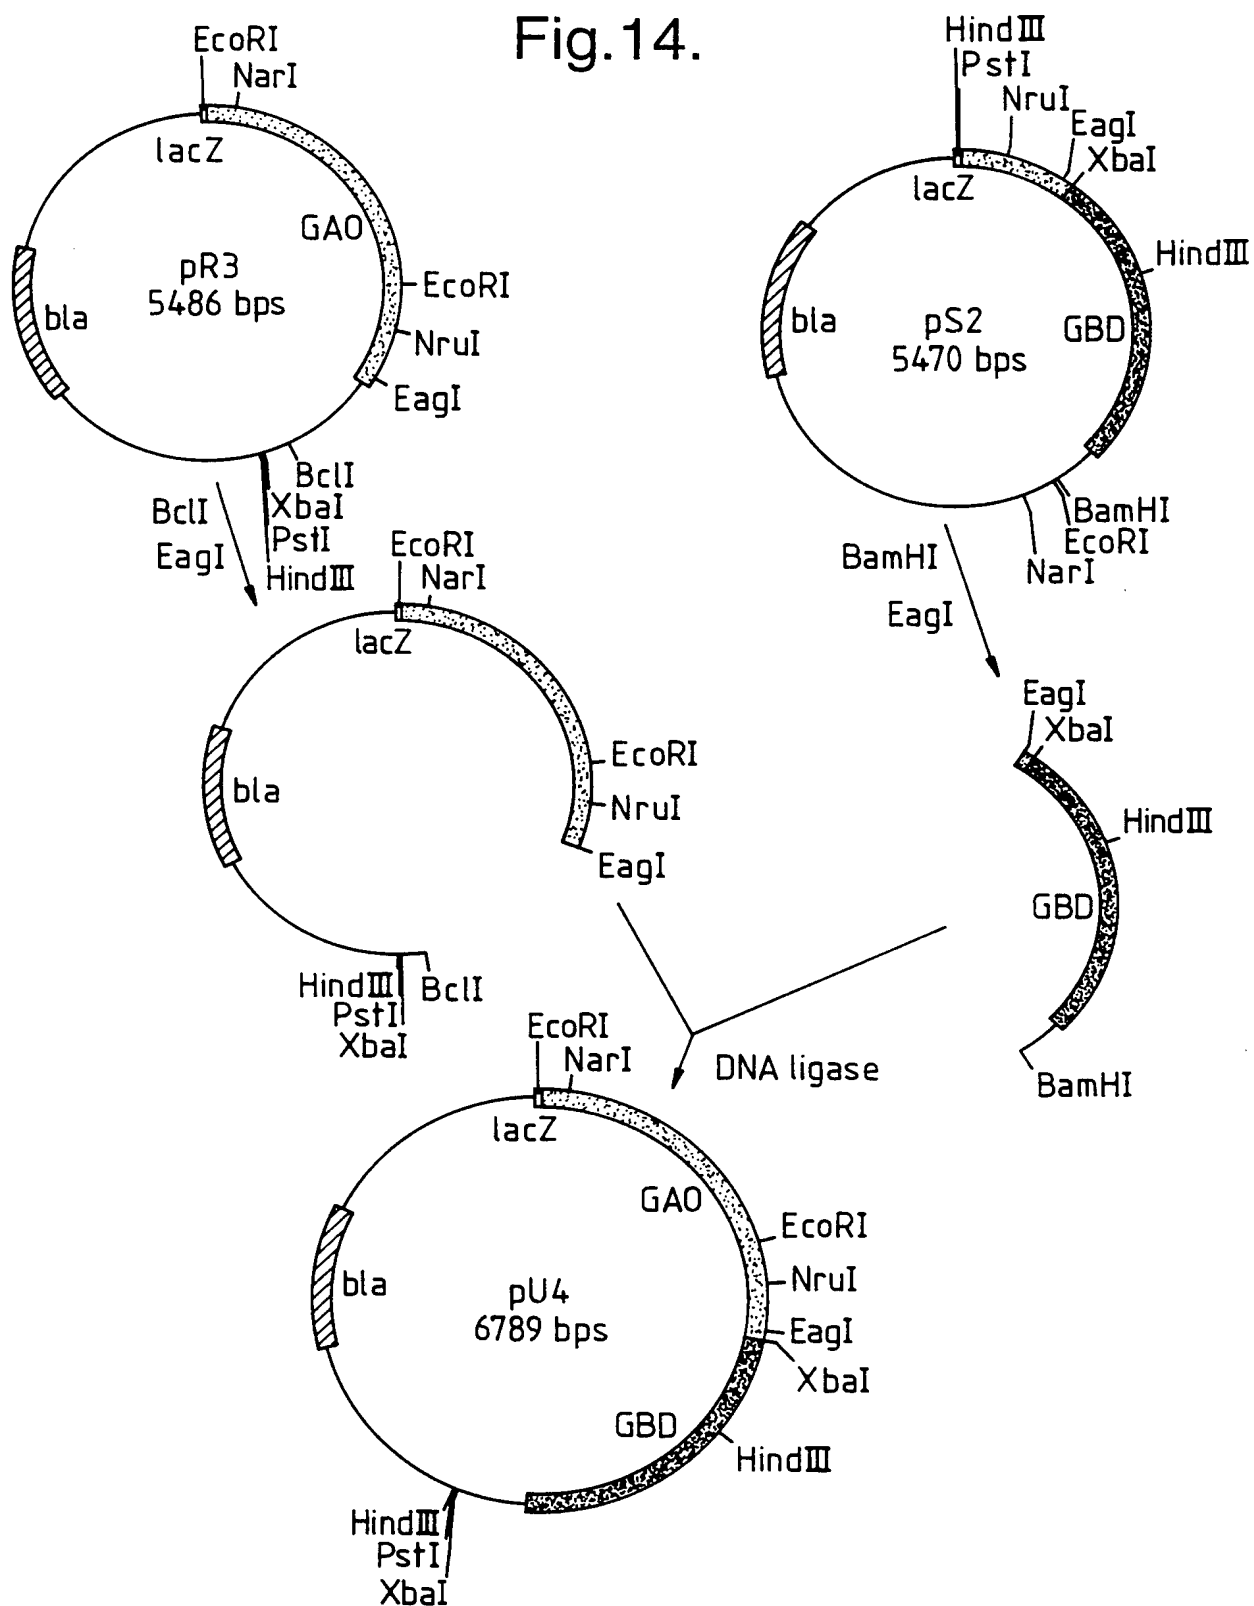 Fig.14.
EcoRI
NarI
lacZ
GAO
pR3
5486 bps
bla
EcoRI
NruI
EagI
BclI
XbaI
PstI
HindIII
BclI
EagI
HindIII
PstI
NruI
EagI
XbaI
lacZ
HindIII
bla
pS2
5470 bps
GBD
BamHI
EcoRI
NarI
BamHI
EagI
EcoRI
NarI
lacZ
bla
EcoRI
NruI
EagI
HindIII
PstI
XbaI
BclI
EagI
XbaI
HindIII
GBD
BamHI
DNA ligase
EcoRI
NarI
lacZ
GAO
EcoRI
bla
pU4
6789 bps
NruI
EagI
XbaI
GBD
HindIII
HindIII
PstI
XbaI